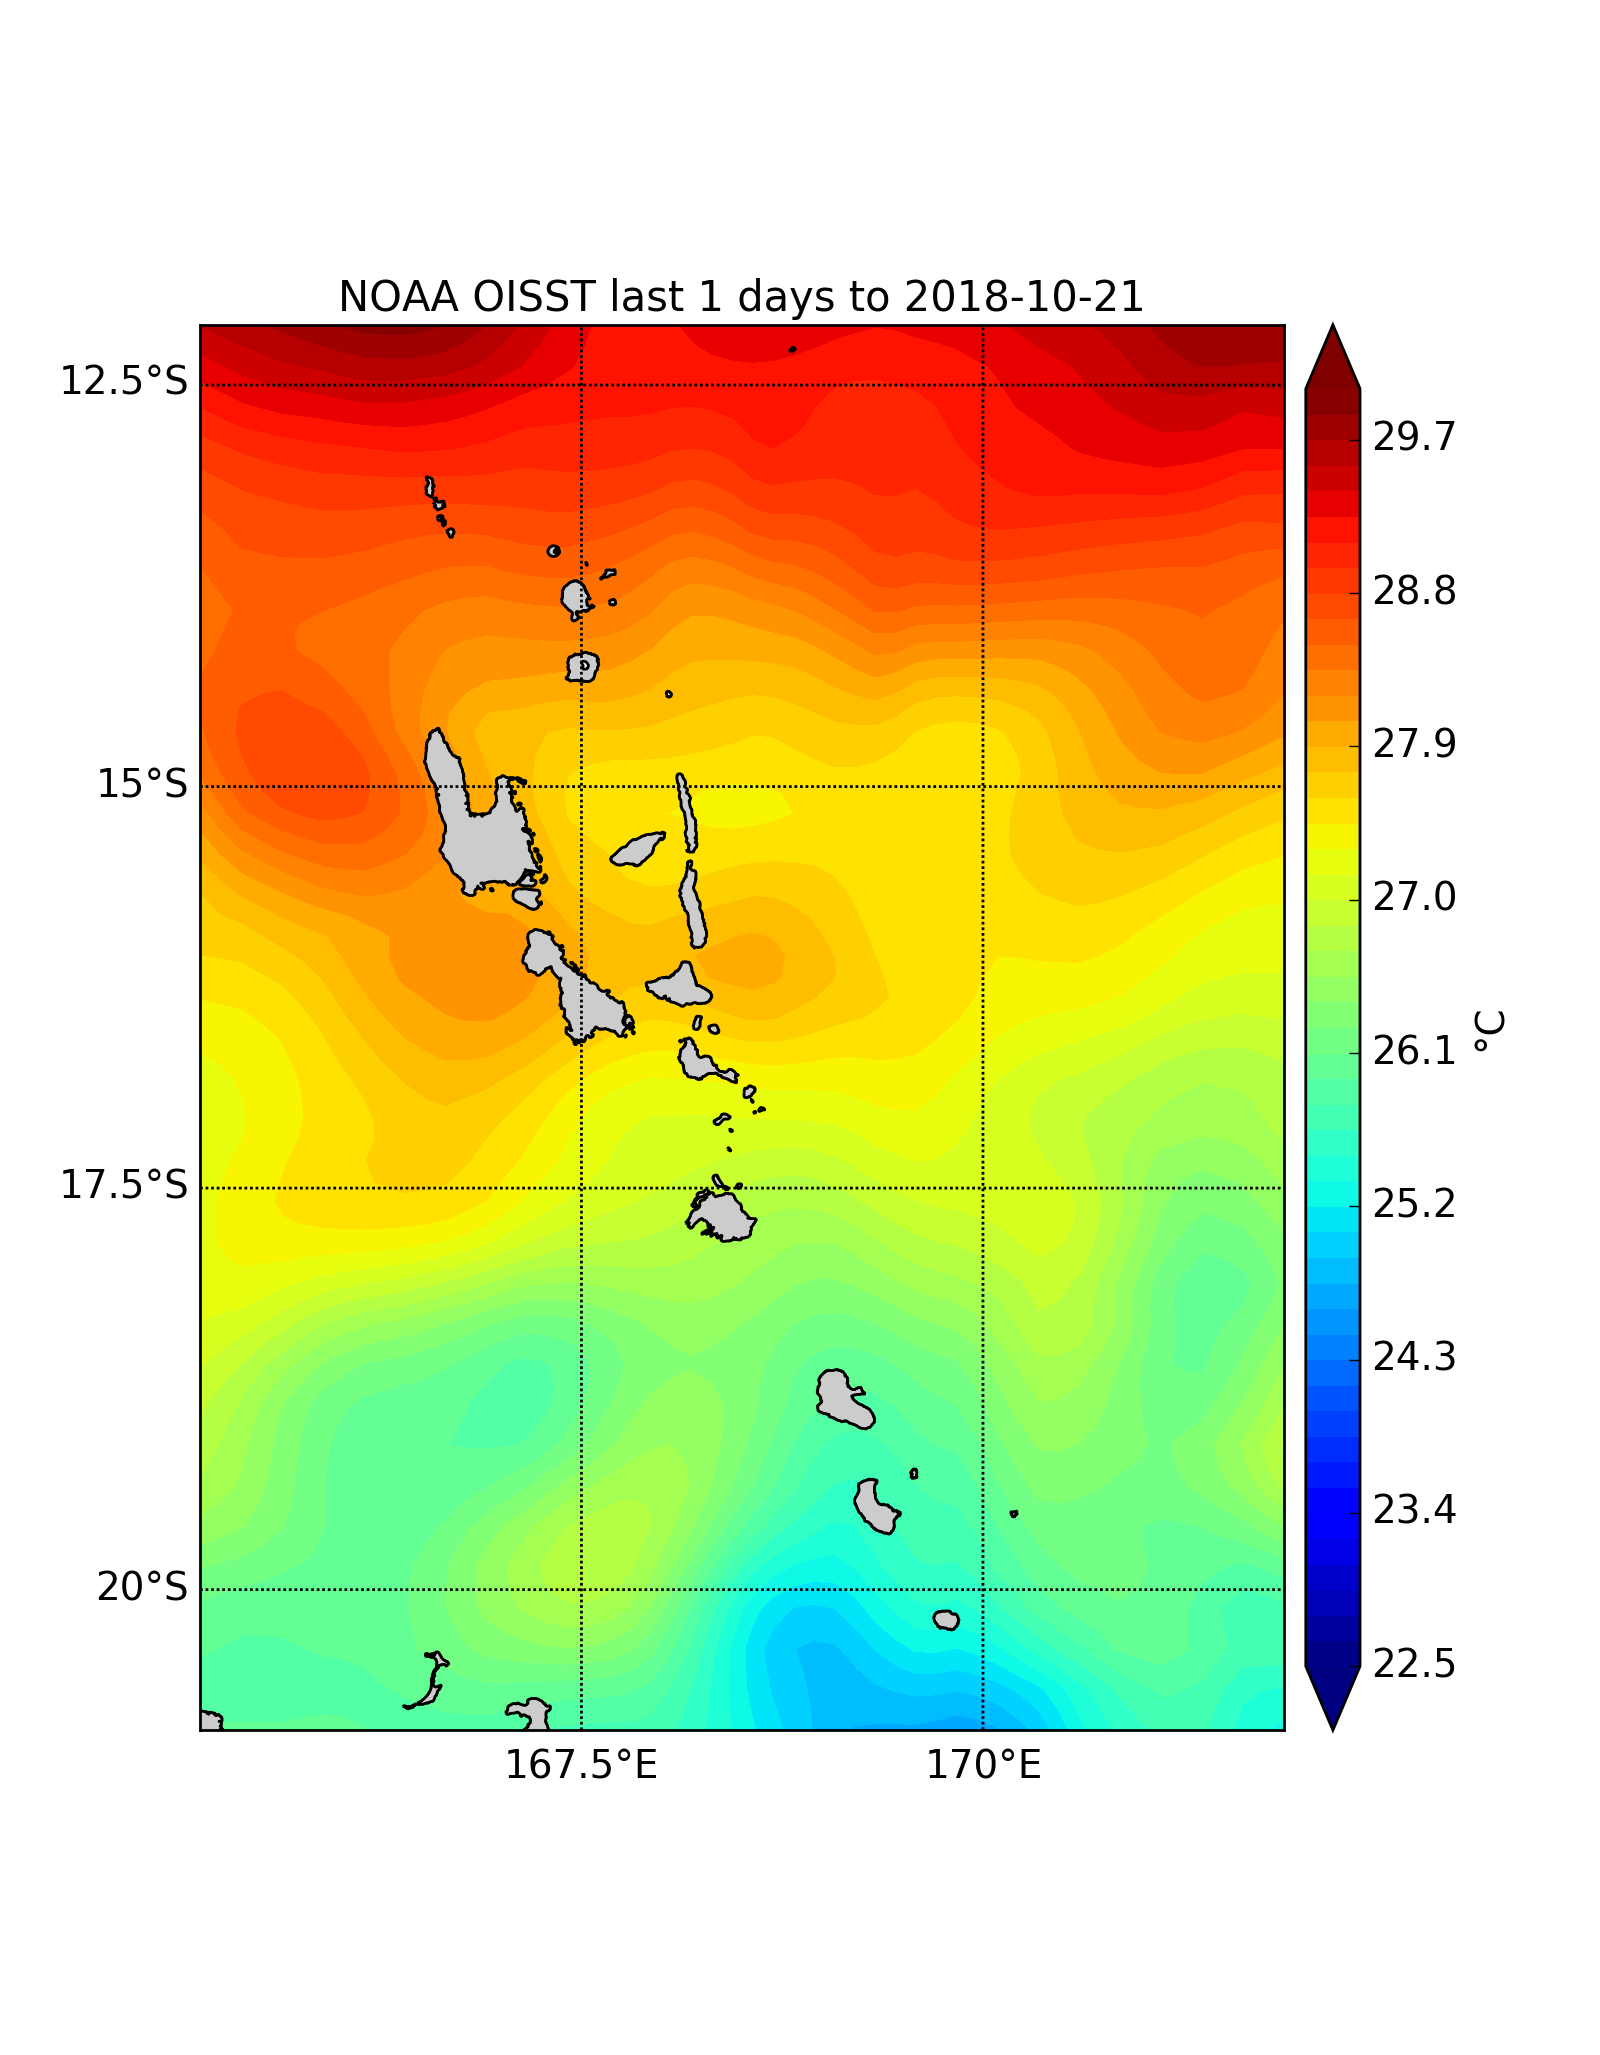 NOAA OISST last 1 days to 2018-10-21
12.5°S
15°S
17.5°S
20°S
167.5°E
170°E
29.7
28.8
27.9
27.0
26.1
25.2
24.3
23.4
22.5
°C